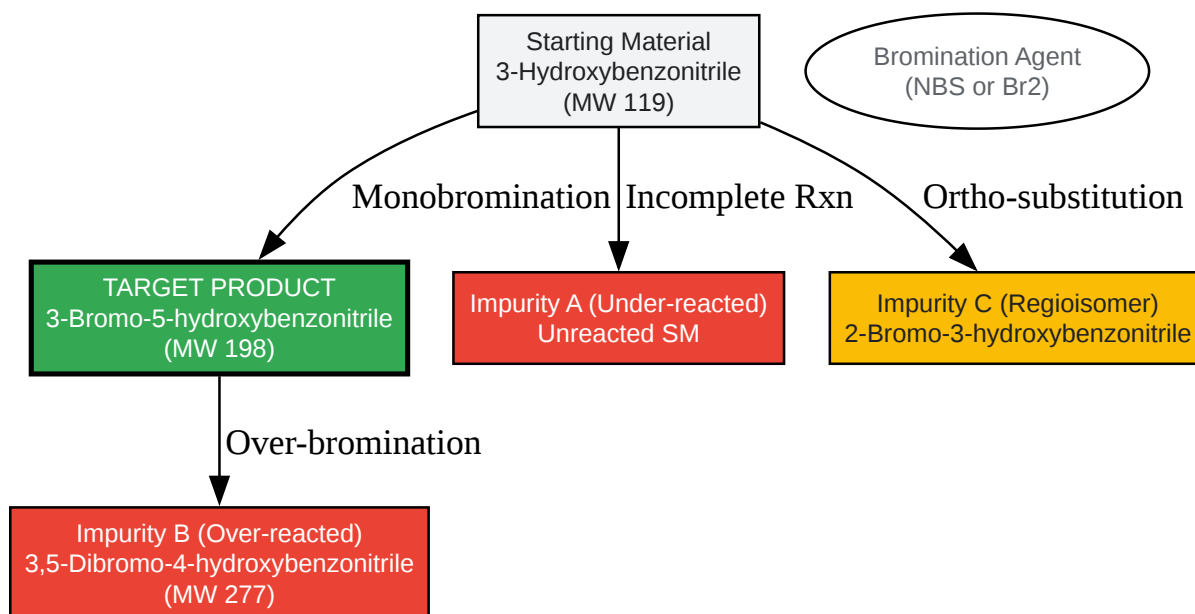 Starting Material
3-Hydroxybenzonitrile
(MW 119)
Bromination Agent
(NBS or Br2)
Monobromination
Incomplete Rxn
Ortho-substitution
TARGET PRODUCT
3-Bromo-5-hydroxybenzonitrile
(MW 198)
Impurity A (Under-reacted)
Unreacted SM
Impurity C (Regioisomer)
2-Bromo-3-hydroxybenzonitrile
Over-bromination
Impurity B (Over-reacted)
3,5-Dibromo-4-hydroxybenzonitrile
(MW 277)